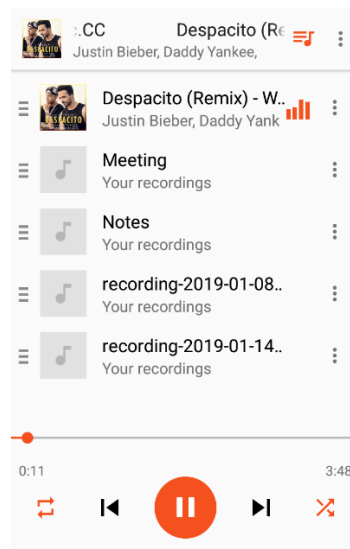 :.CC Despacito (Re
Justin Bieber, Daddy Yankee,
Despacito (Remix) - W..
Justin Bieber, Daddy Yank
Meeting
Your recordings
Notes
Your recordings
recording-2019-01-08..
Your recordings
recording-2019-01-14..
Your recordings
0:11
3:48